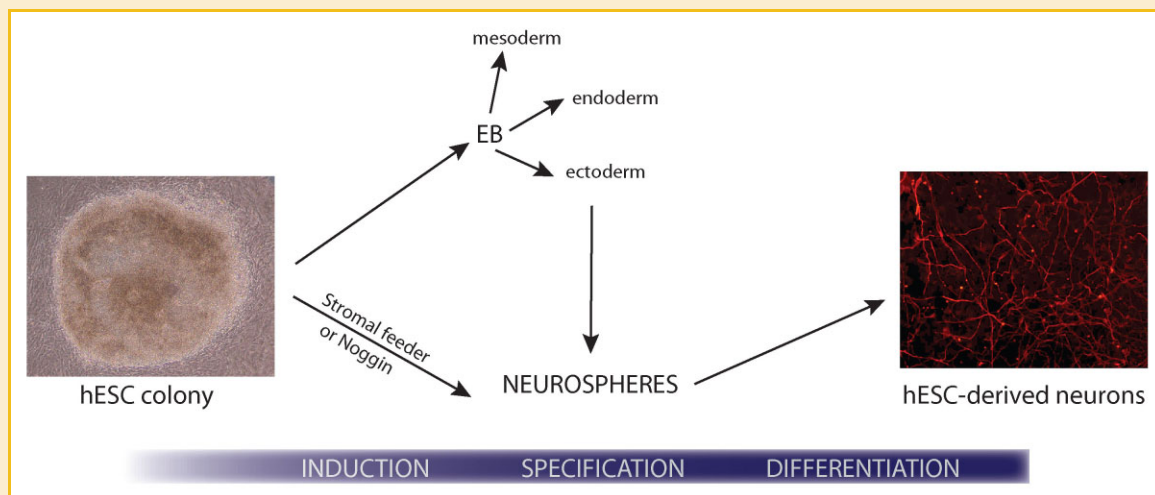 mesoderm
endoderm
EB
ectoderm
Stromal feeder
or Noggin
NEUROSPHERES
hESC colony
hESC-derived neurons
INDUCTION SPECIFICATION DIFFERENTIATION